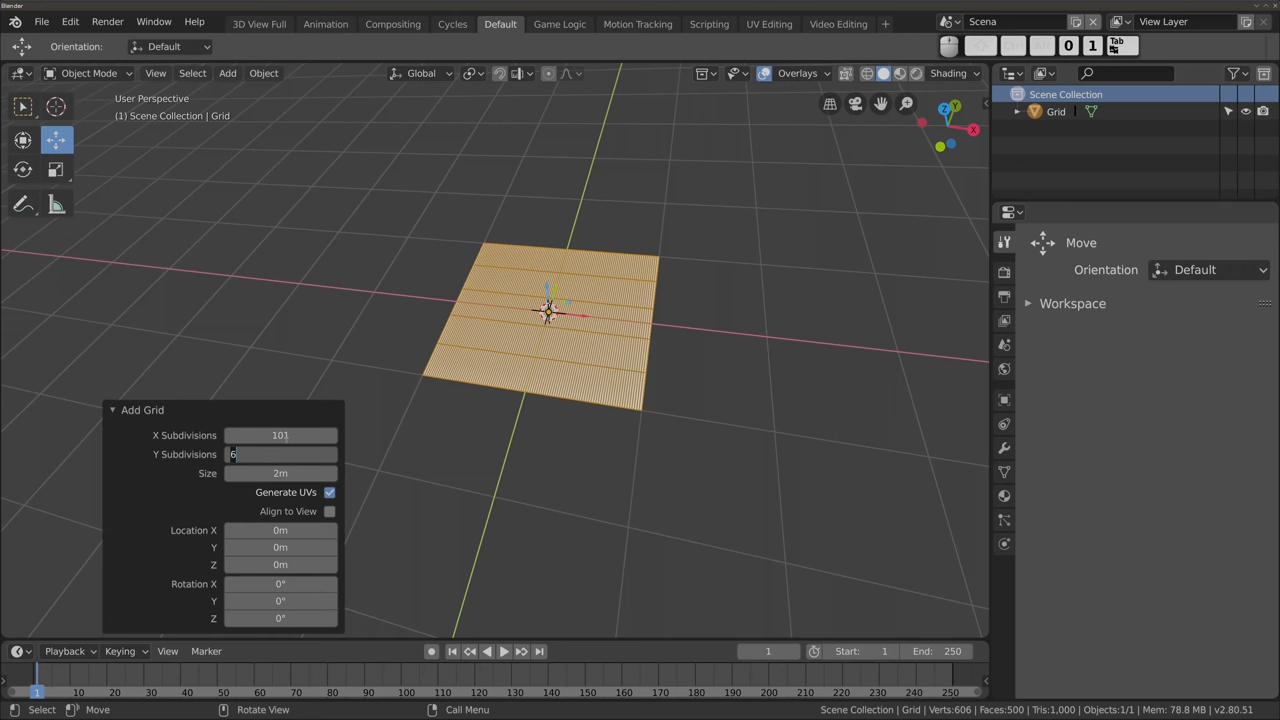 Blender
File Edit Render Window Help
3D View Full Animation Compositing Cycles Default Game Logic Motion Tracking Scripting UV Editing Video Editing +
Scena
View Layer
Orientation: Default
0 1 Tab
Object Mode View Select Add Object
Global
Overlays
Shading
User Perspective
(1) Scene Collection | Grid
Z Y X
Scene Collection
Grid
Move
Orientation Default
Workspace
Add Grid
X Subdivisions 101
Y Subdivisions 6
Size 2m
Generate UVs
Align to View
Location X 0m
Y 0m
Z 0m
Rotation X 0°
Y 0°
Z 0°
Playback Keying View Marker
1
Start: 1
End: 250
1 10 20 30 40 50 60 70 80 90 100 110 120 130 140 150 160 170 180 190 200 210 220 230 240 250
Select Move Rotate View Call Menu
Scene Collection | Grid | Verts:606 | Faces:500 | Tris:1,000 | Objects:1/1 | Mem: 78.8 MB | v2.80.51